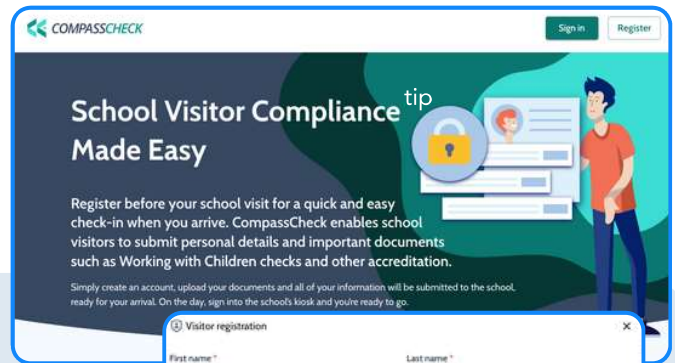 COMPASSCHECK
Sign in
Register
School Visitor Compliance
tip
Made Easy
Register before your school visit for a quick and easy
check-in when you arrive. CompassCheck enables school
visitors to submit personal details and important documents
such as Working with Children checks and other accreditation.
Simply create an account, upload your documents and all of your information will be submitted to the school,
ready for your arrival. On the day, sign into the school's kiosk and you're ready to go.
Visitor registration
First name *
Last name *